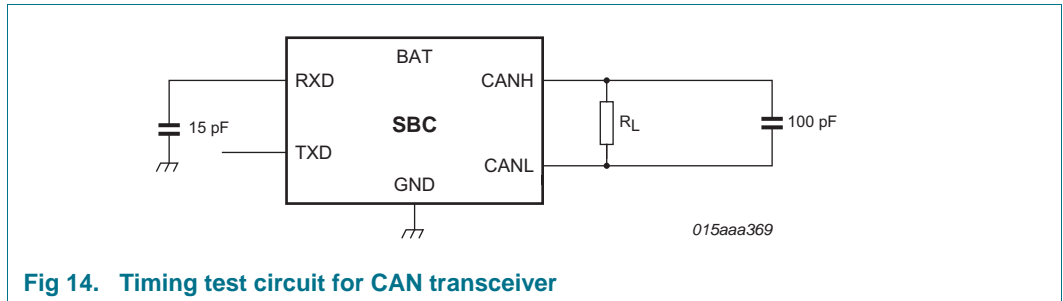 BAT
RXD
CANH
15 pF
SBC
RL
100 pF
TXD
CANL
GND
015aaa369
Fig 14. Timing test circuit for CAN transceiver